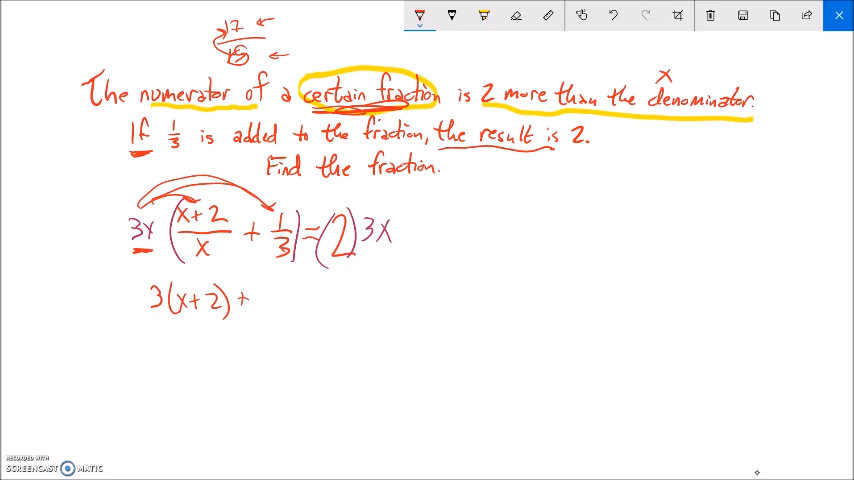 17
15
x
The numerator of a certain fraction is 2 more than the denominator.
If 1/3 is added to the fraction, the result is 2.
Find the fraction.
3x (x+2/x + 1/3) = (2) 3x
3(x+2) +
RECORDED WITH
SCREENCAST MATIC